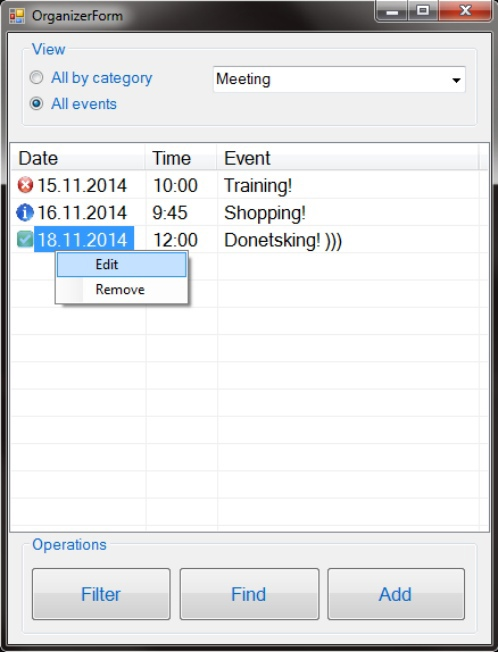 OrganizerForm
View
All by category
Meeting
All events
Date Time Event
15.11.2014 10:00 Training!
16.11.2014 9:45 Shopping!
18.11.2014 12:00 Donetsking! )))
Edit
Remove
Operations
Filter Find Add